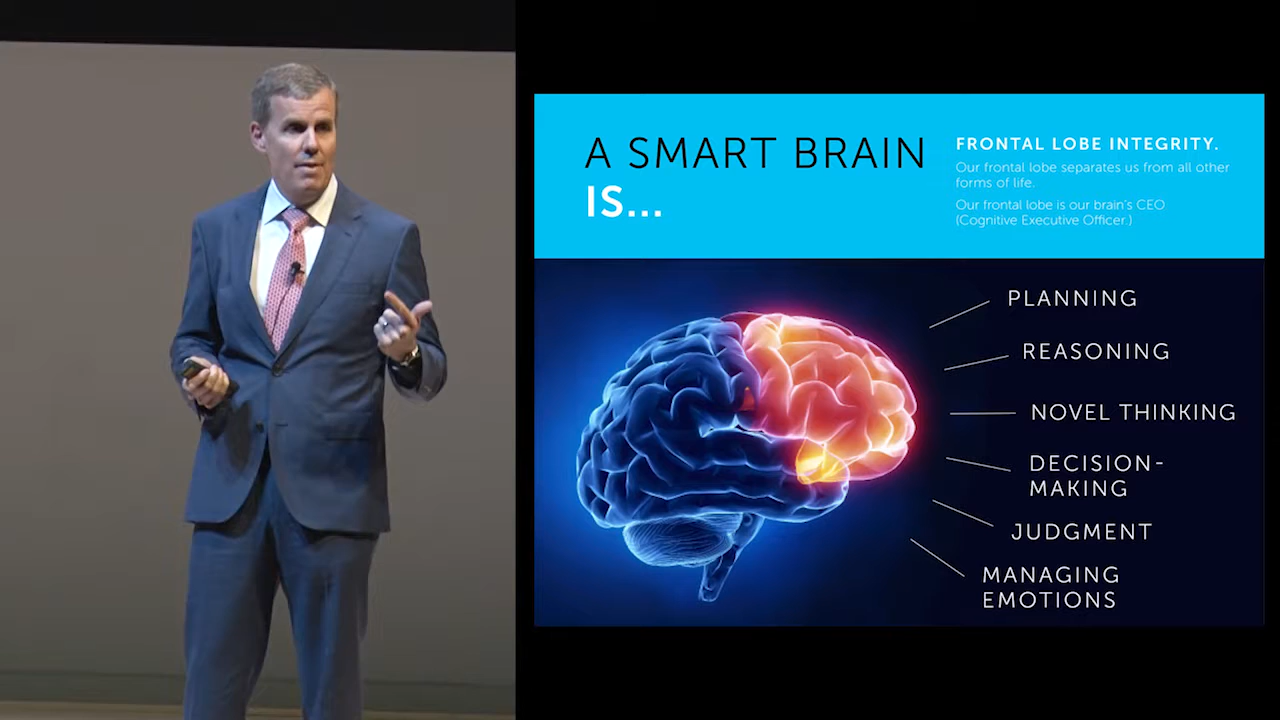 A SMART BRAIN
IS...
FRONTAL LOBE INTEGRITY.
Our frontal lobe separates us from all other
forms of life.
Our frontal lobe is our brain's CEO
(Cognitive Executive Officer.)
PLANNING
REASONING
NOVEL THINKING
DECISION-
MAKING
JUDGMENT
MANAGING
EMOTIONS